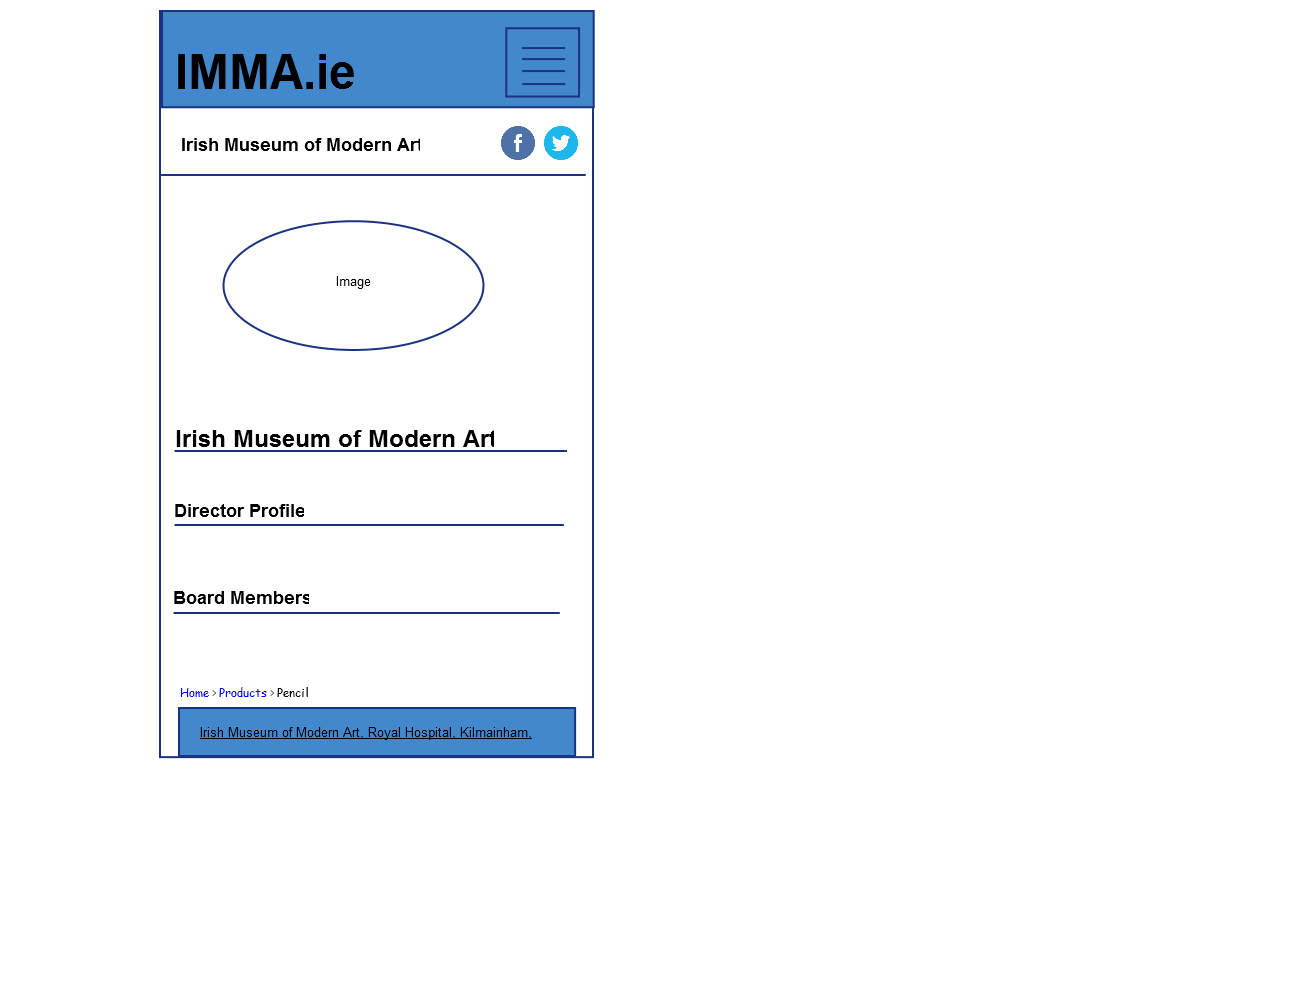 IMMA.ie
Irish Museum of Modern Art
Image
Irish Museum of Modern Art
Director Profile
Board Members
Home > Products > Pencil
Irish Museum of Modern Art, Royal Hospital, Kilmainham,